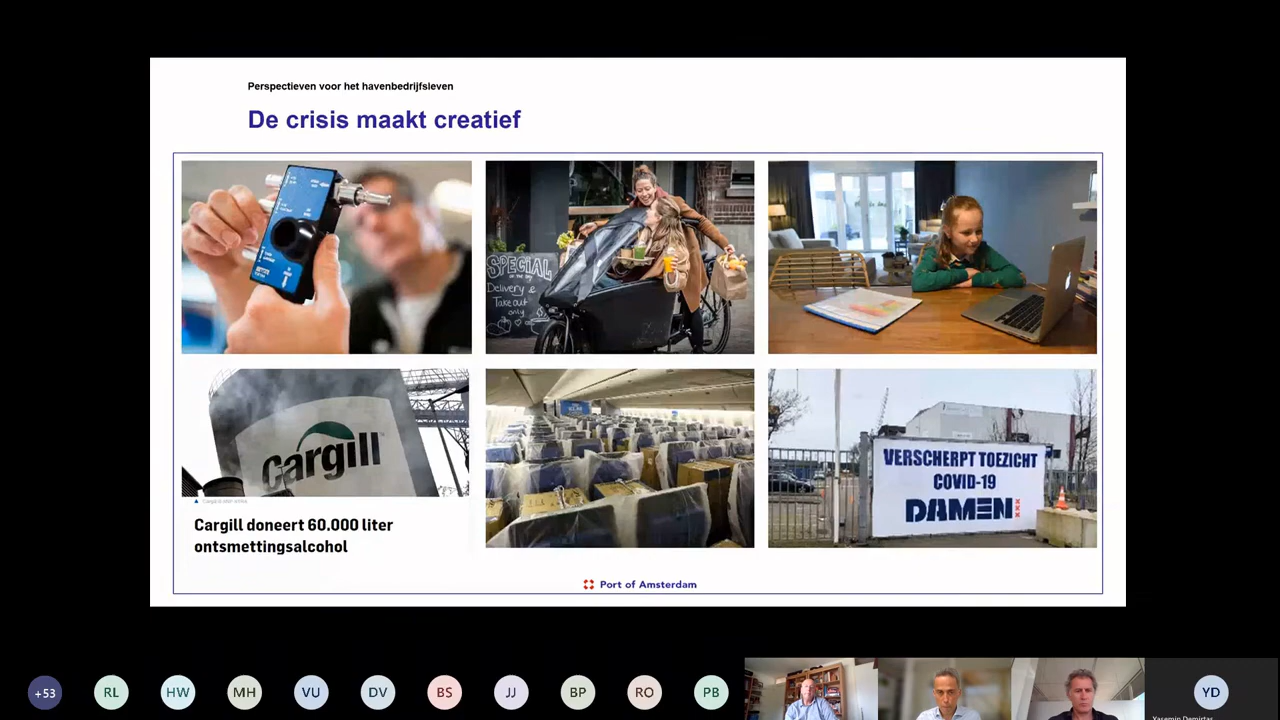 Perspectieven voor het havenbedrijfsleven
De crisis maakt creatief
SPECIAL
Delivery &
Take out
only
cargill
Cargill doneert 60.000 liter
ontsmettingsalcohol
VERSCHERPT TOEZICHT
COVID-19
DAMEN
Port of Amsterdam
+53
RL
HW
MH
VU
DV
BS
JJ
BP
RO
PB
YD
Yasemin Demirtas